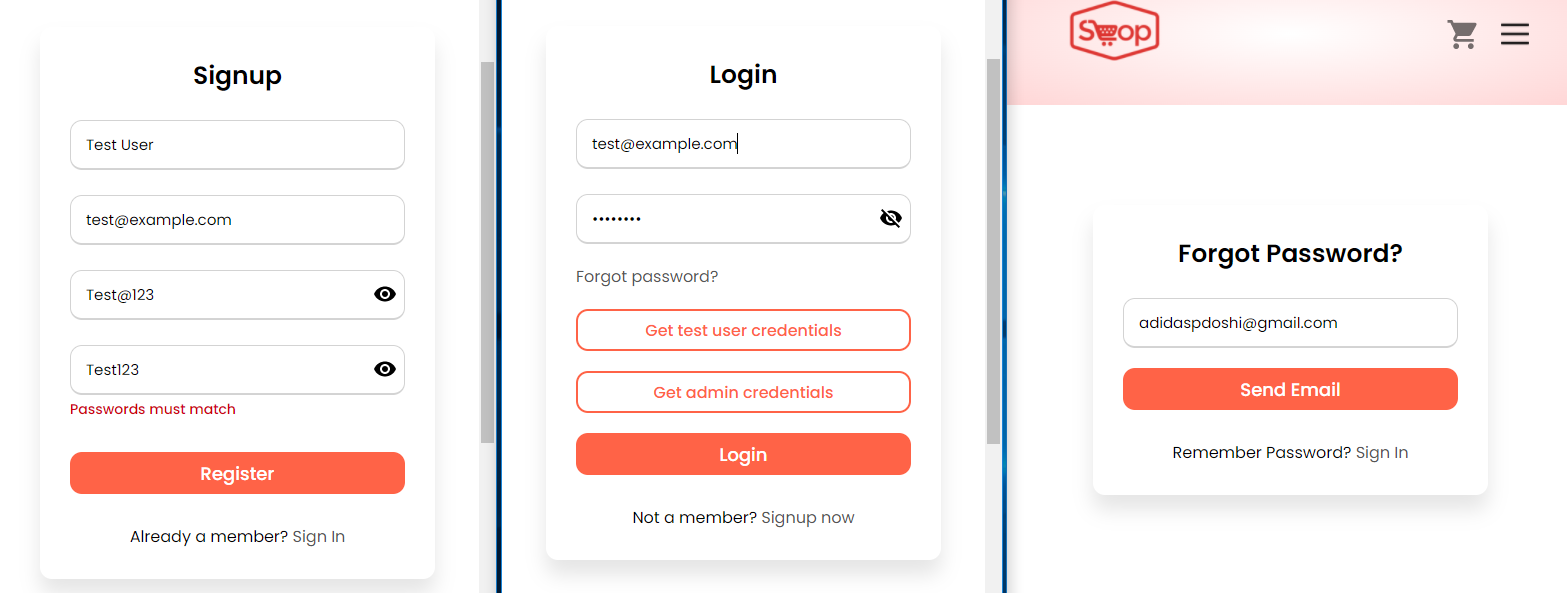 Signup
Test User
test@example.com
Test@123
Test123
Passwords must match
Register
Already a member? Sign In
Login
test@example.com
••••••••
Forgot password?
Get test user credentials
Get admin credentials
Login
Not a member? Signup now
Shop
Forgot Password?
adidaspdoshi@gmail.com
Send Email
Remember Password? Sign In